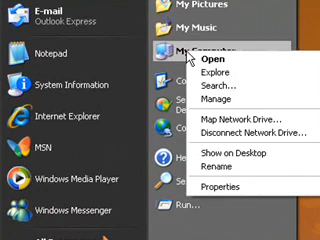 E-mail
Outlook Express
Notepad
System Information
Internet Explorer
MSN
Windows Media Player
Windows Messenger
My Pictures
My Music
My Computer
Run...
Open
Explore
Search...
Manage
Map Network Drive...
Disconnect Network Drive...
Show on Desktop
Rename
Properties